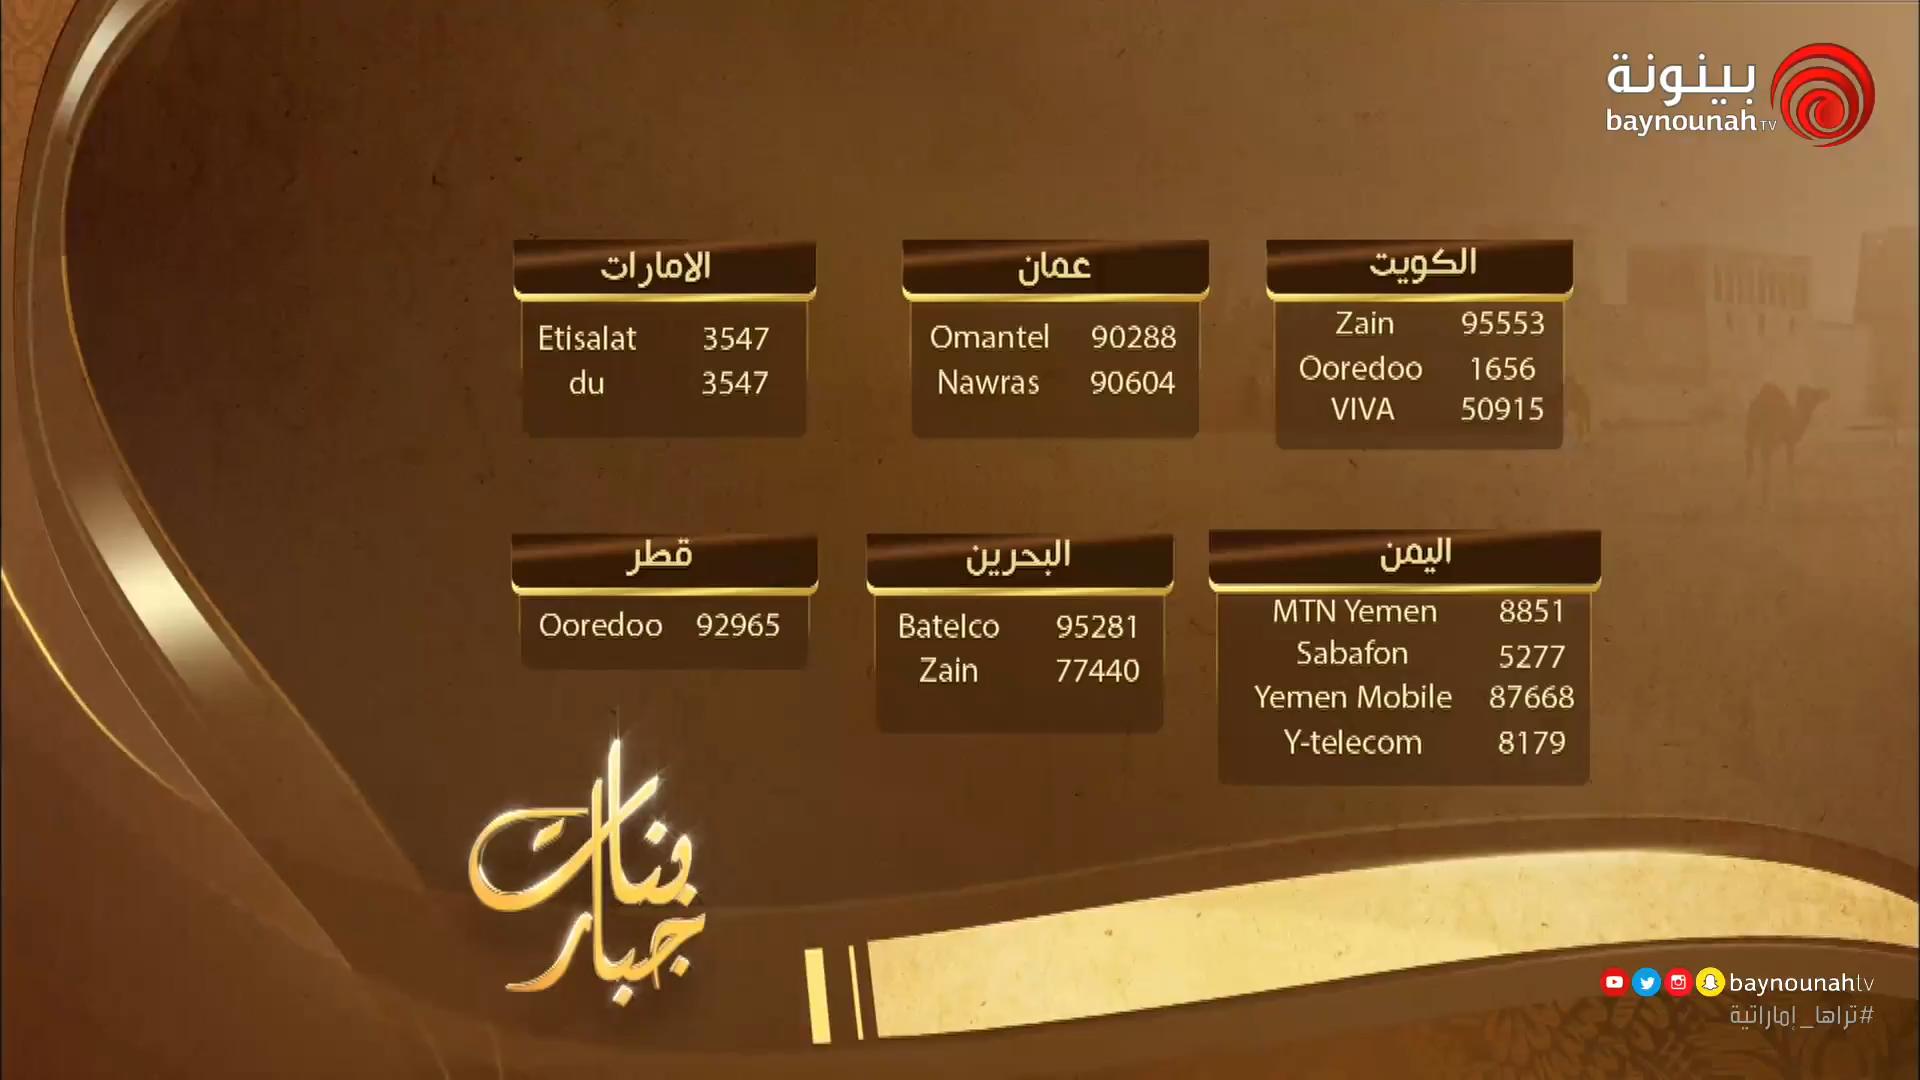 بينونة
baynounah TV
الكويت
Zain 95553
Ooredoo 1656
VIVA 50915
عمان
Omantel 90288
Nawras 90604
الامارات
Etisalat 3547
du 3547
اليمن
MTN Yemen 8851
Sabafon 5277
Yemen Mobile 87668
Y-telecom 8179
البحرين
Batelco 95281
Zain 77440
قطر
Ooredoo 92965
جبار
baynounahtv
#تراها_إماراتية